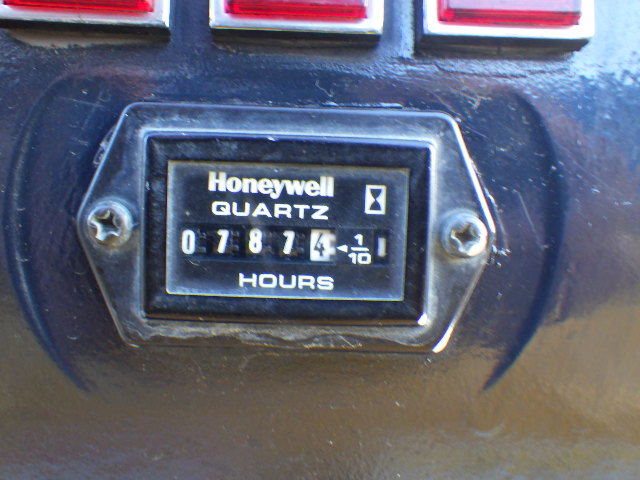 Honeywell
QUARTZ
0 7 8 7 4 ◄ 1/10
HOURS